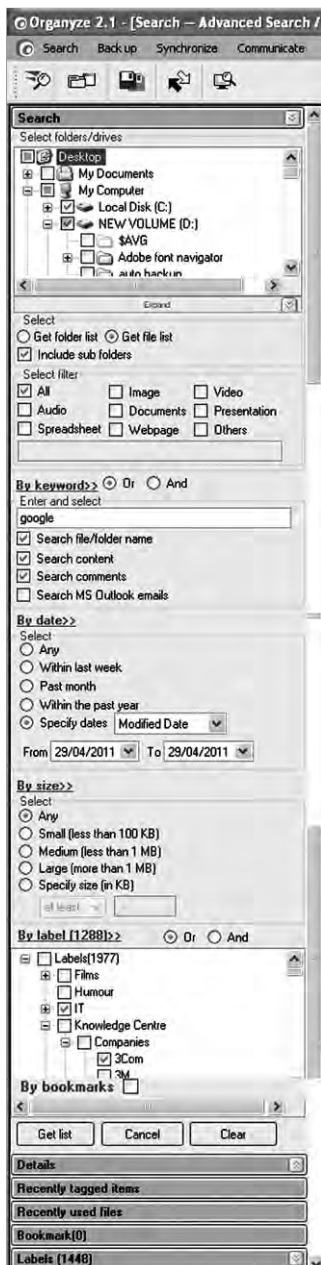 Organyze 2.1 - [Search — Advanced Search /
Search Back up Synchronize Communicate
Search
Select folders/drives
Desktop
My Documents
My Computer
Local Disk (C:)
NEW VOLUME (D:)
$AVG
Adobe font navigator
auto backup
Expand
Select
Get folder list Get file list
Include sub folders
Select filter
All Image Video
Audio Documents Presentation
Spreadsheet Webpage Others
By keyword>> Or And
Enter and select
google
Search file/folder name
Search content
Search comments
Search MS Outlook emails
By date>>
Select
Any
Within last week
Past month
Within the past year
Specify dates Modified Date
From 29/04/2011 To 29/04/2011
By size>>
Select
Any
Small (less than 100 KB)
Medium (less than 1 MB)
Large (more than 1 MB)
Specify size (in KB)
at least
By label [1288]>> Or And
Labels(1977)
Films
Humour
IT
Knowledge Centre
Companies
3Com
3M
By bookmarks
Get list Cancel Clear
Details
Recently tagged items
Recently used files
Bookmark(0)
Labels (1448)